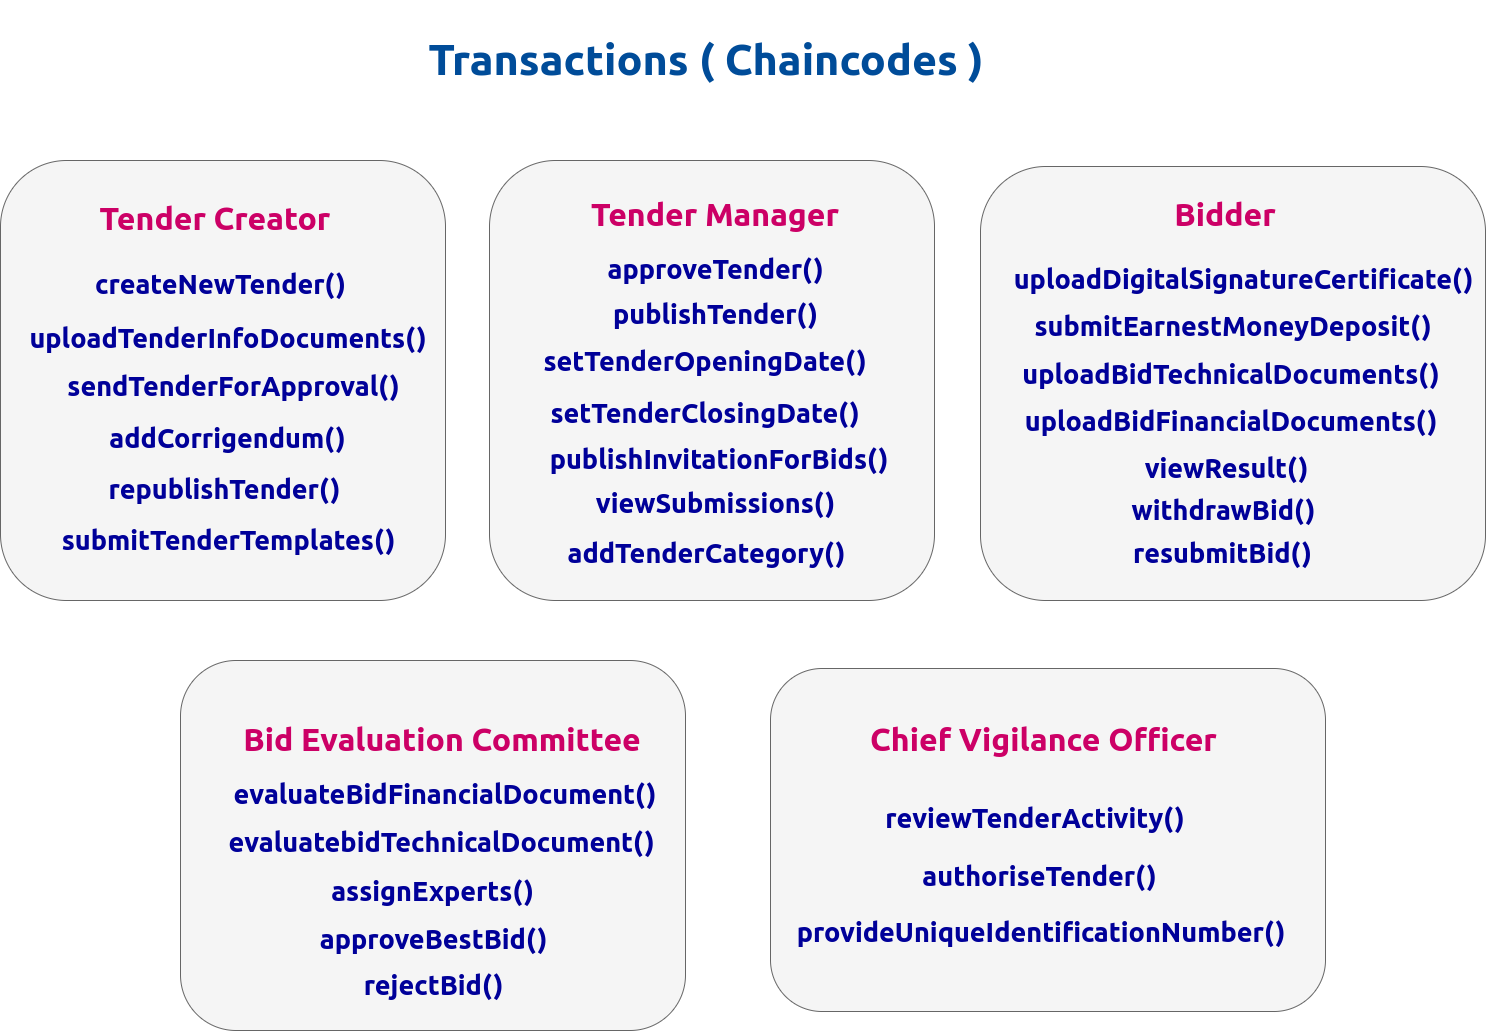 Transactions ( Chaincodes )
Tender Creator
createNewTender()
uploadTenderInfoDocuments()
sendTenderForApproval()
addCorrigendum()
republishTender()
submitTenderTemplates()
Tender Manager
approveTender()
publishTender()
setTenderOpeningDate()
setTenderClosingDate()
publishInvitationForBids()
viewSubmissions()
addTenderCategory()
Bidder
uploadDigitalSignatureCertificate()
submitEarnestMoneyDeposit()
uploadBidTechnicalDocuments()
uploadBidFinancialDocuments()
viewResult()
withdrawBid()
resubmitBid()
Bid Evaluation Committee
evaluateBidFinancialDocument()
evaluatebidTechnicalDocument()
assignExperts()
approveBestBid()
rejectBid()
Chief Vigilance Officer
reviewTenderActivity()
authoriseTender()
provideUniqueIdentificationNumber()